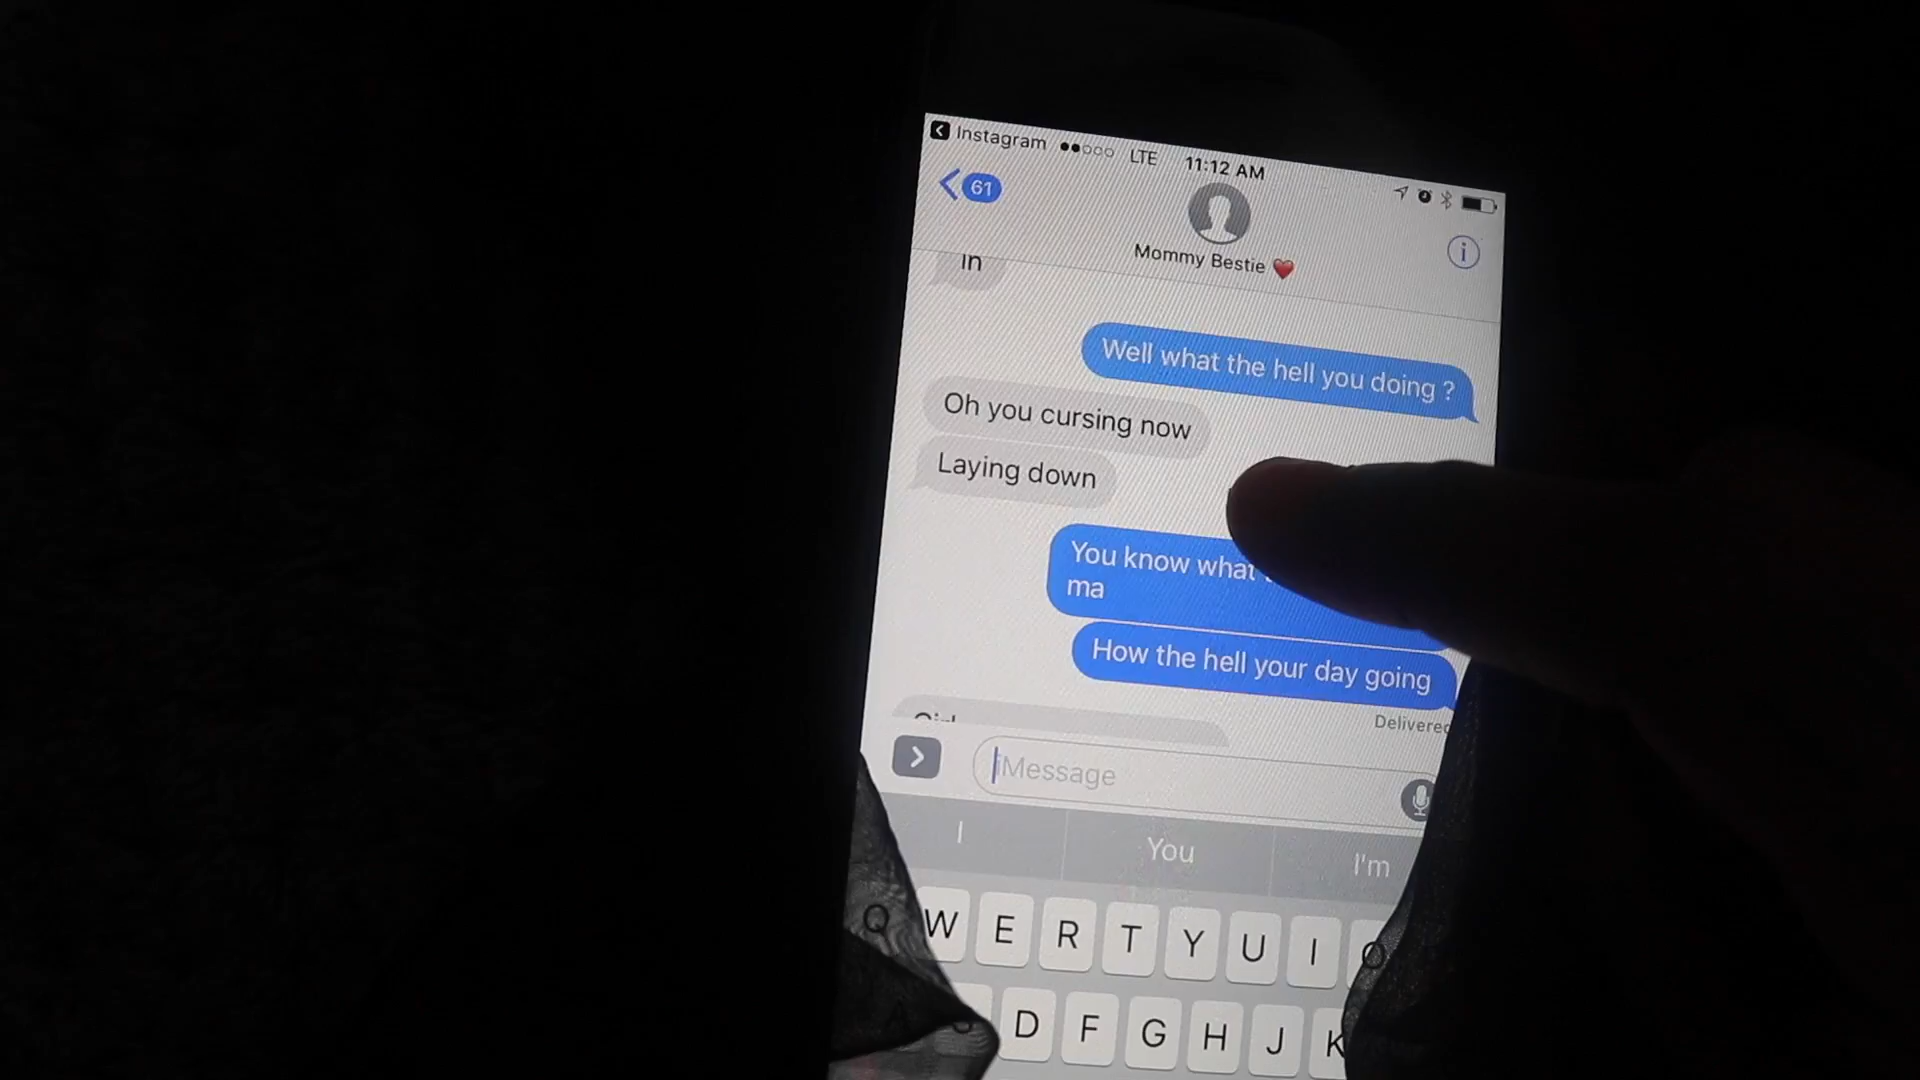 Instagram LTE 11:12 AM
61
Mommy Bestie ❤️
in
Well what the hell you doing ?
Oh you cursing now
Laying down
You know what
ma
How the hell your day going
Delivered
iMessage
I You I'm
Q W E R T Y U I O
S D F G H J K